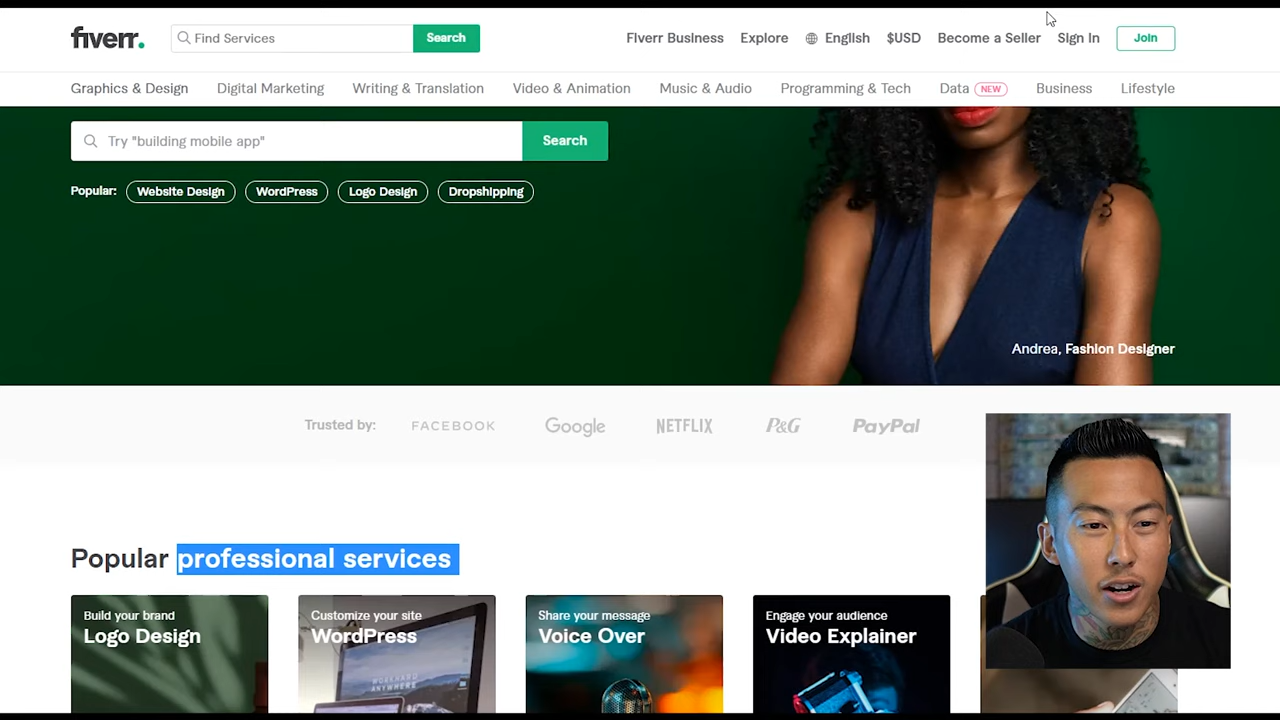 fiverr.
Find Services
Search
Fiverr Business
Explore
English
$USD
Become a Seller
Sign In
Join
Graphics & Design
Digital Marketing
Writing & Translation
Video & Animation
Music & Audio
Programming & Tech
Data NEW
Business
Lifestyle
Try "building mobile app"
Search
Popular:
Website Design
WordPress
Logo Design
Dropshipping
Andrea, Fashion Designer
Trusted by:
FACEBOOK
Google
NETFLIX
P&G
PayPal
Popular professional services
Build your brand
Logo Design
Customize your site
WordPress
Share your message
Voice Over
Engage your audience
Video Explainer
WORK HARD
ANYWHERE